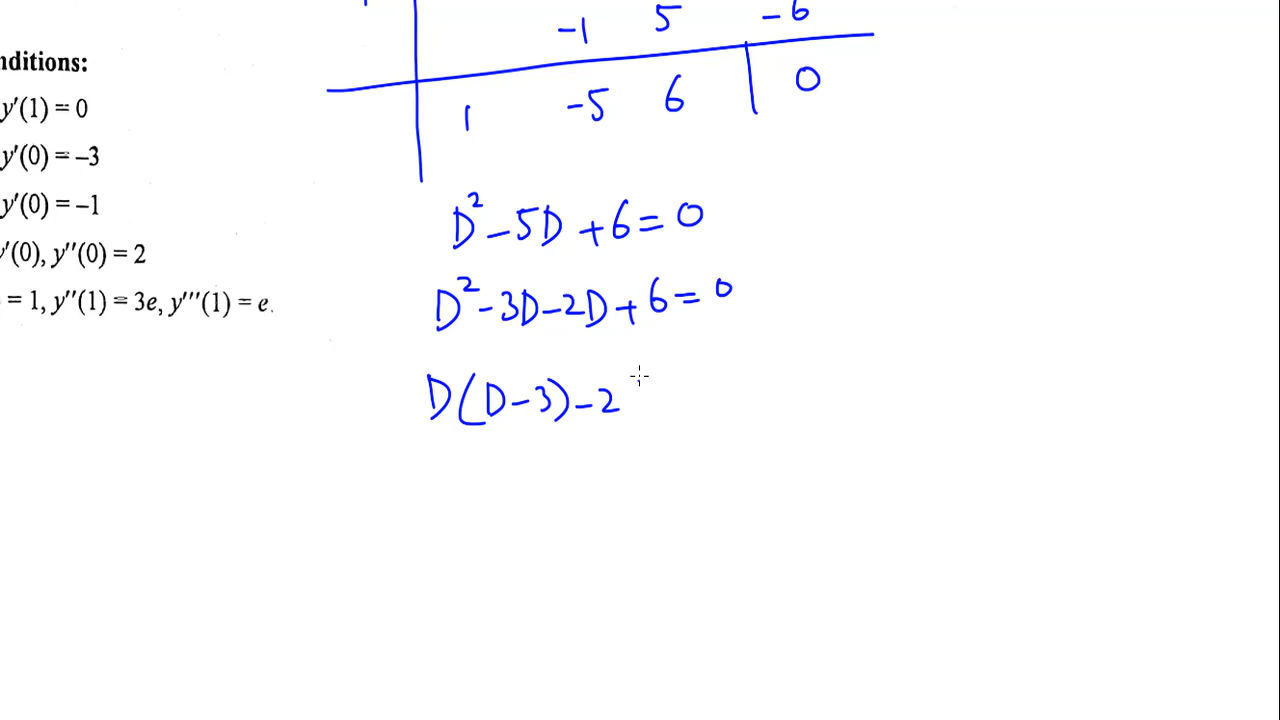 -1 5 -6
nditions:
1 -5 6 0
y'(1) = 0
y'(0) = –3
y'(0) = –1
'(0), y''(0) = 2
= 1, y''(1) = 3e, y'''(1) = e.
D² - 5D + 6 = 0
D² - 3D - 2D + 6 = 0
D(D - 3) - 2